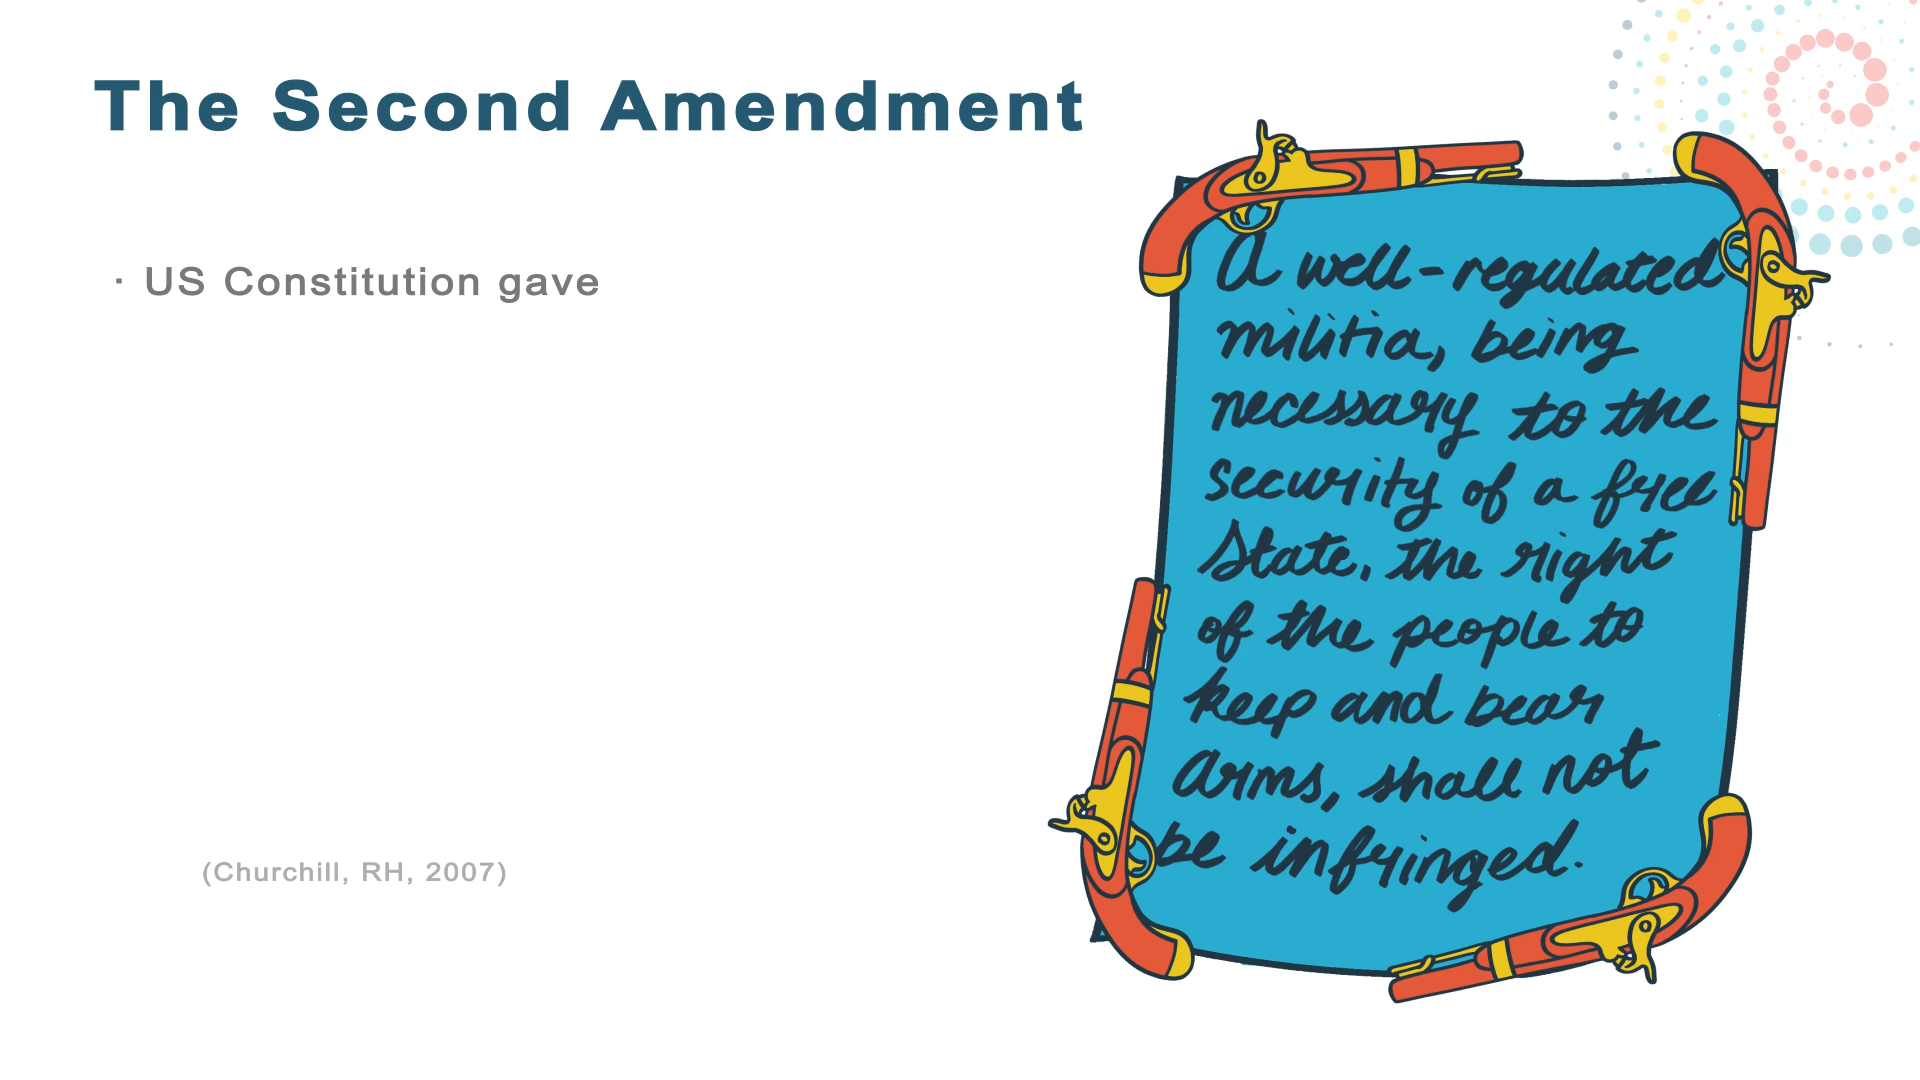 The Second Amendment
· US Constitution gave
(Churchill, RH, 2007)
A well-regulated
militia, being
necessary to the
security of a free
State, the right
of the people to
keep and bear
arms, shall not
be infringed.